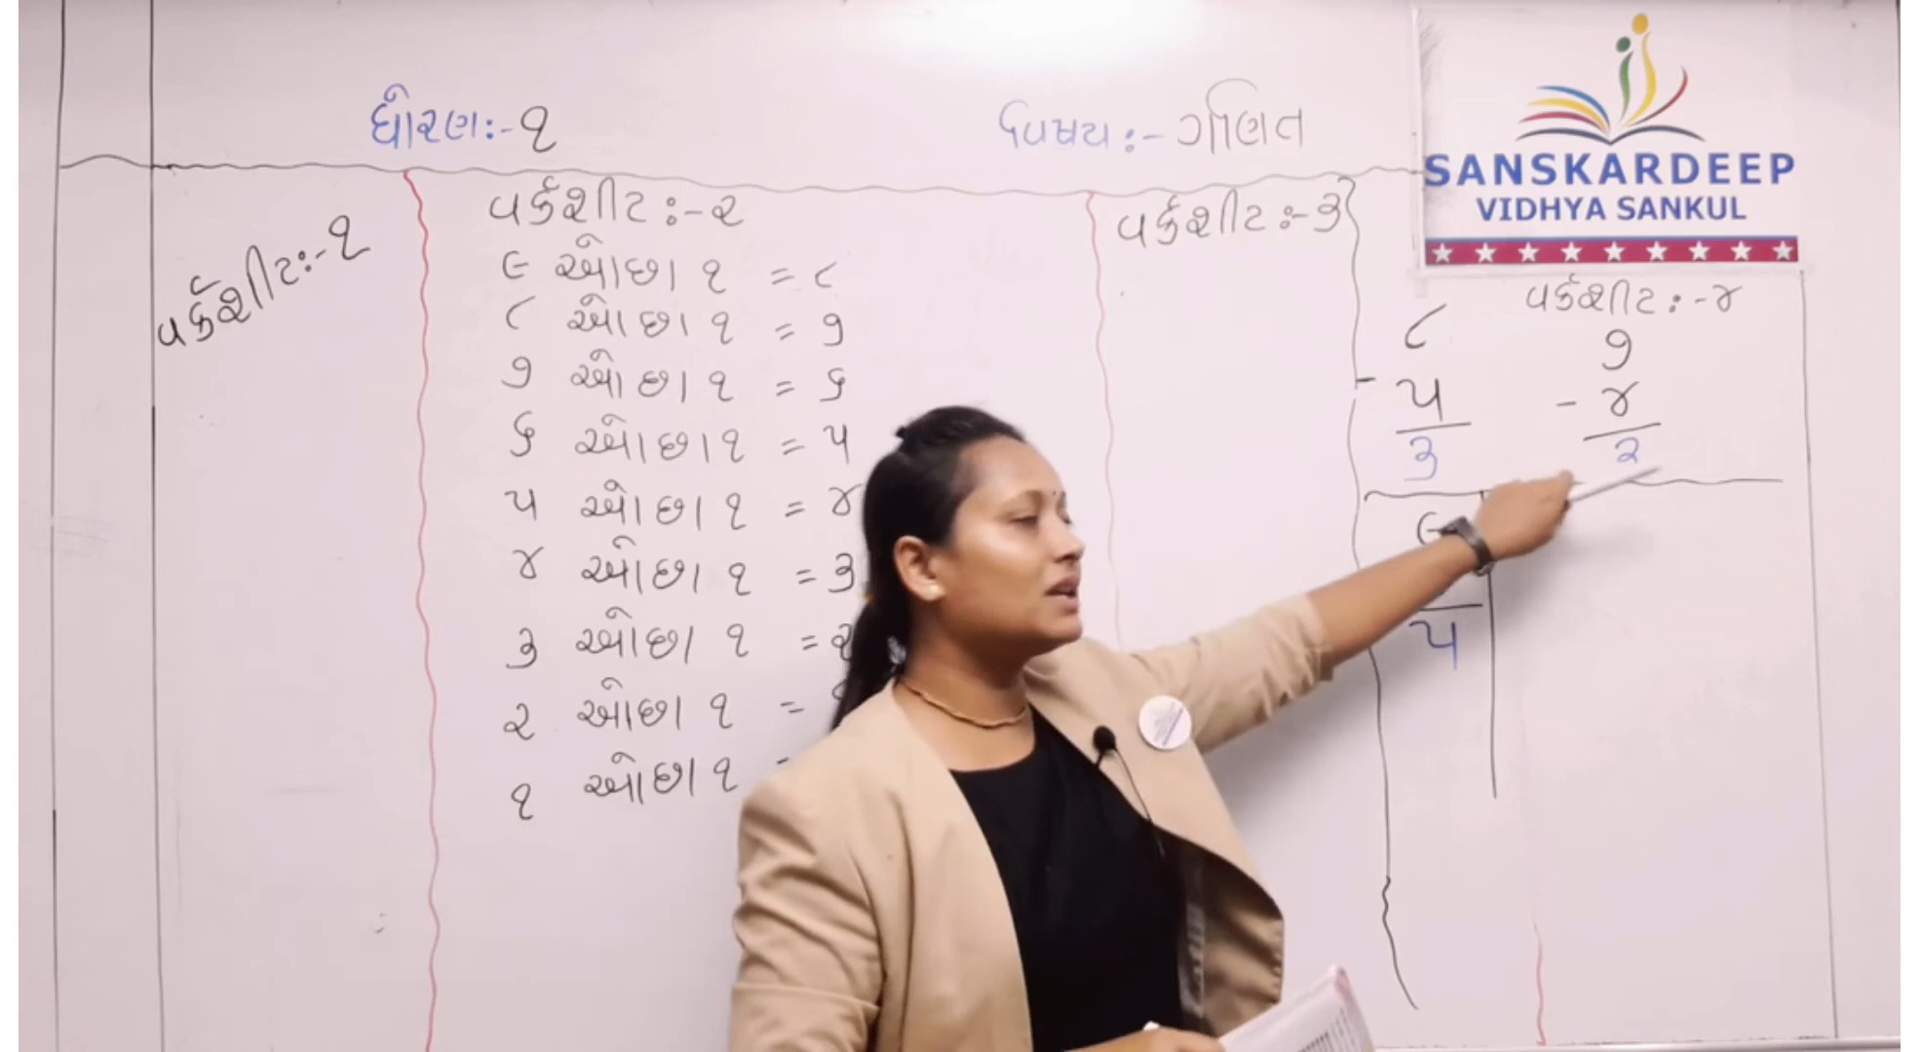 ધોરણ:- ૧
વિષય:- ગણિત
SANSKARDEEP
VIDHYA SANKUL
વર્કશીટ:-૧
વર્કશીટ:-૨
૯ ઓછા ૧ = ૮
૮ ઓછા ૧ = ૭
૭ ઓછા ૧ = ૬
૬ ઓછા ૧ = ૫
૫ ઓછા ૧ = ૪
૪ ઓછા ૧ = ૩
૩ ઓછા ૧ = ૨
૨ ઓછા ૧ =
૧ ઓછા ૧ -
વર્કશીટ:-૩
વર્કશીટ:-૪
૮
- ૫
૩
૭
- ૪
૨
૯
૫